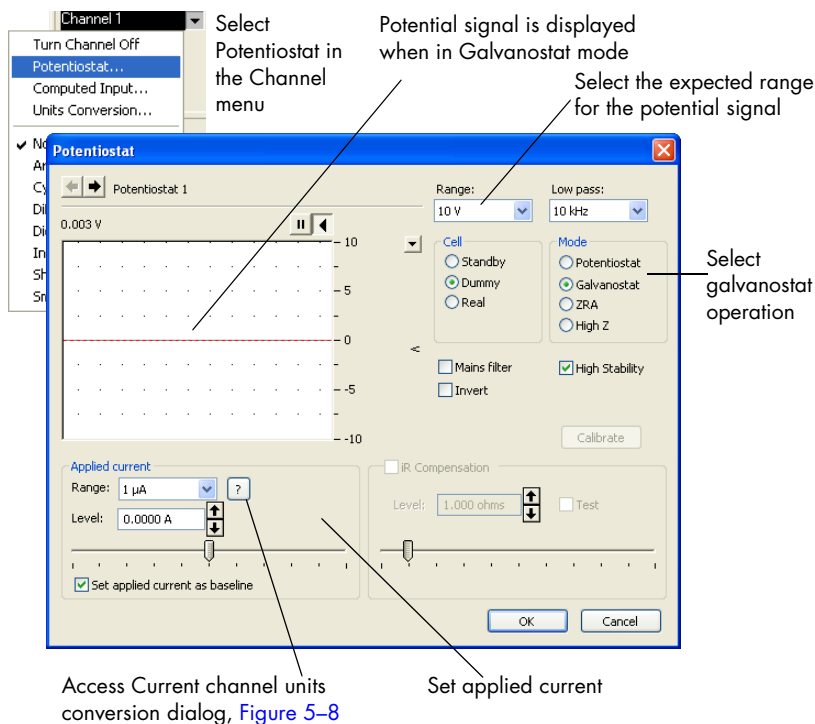 Channel 1
Turn Channel Off
Potentiostat...
Computed Input...
Units Conversion...
Select
Potentiostat in
the Channel
menu
Potential signal is displayed
when in Galvanostat mode
Select the expected range
for the potential signal
Potentiostat
Potentiostat 1
0.003 V
10
5
0
-5
-10
<
Range:
10 V
Low pass:
10 kHz
Cell
Standby
Dummy
Real
Mode
Potentiostat
Galvanostat
ZRA
High Z
Select
galvanostat
operation
Mains filter
Invert
High Stability
Calibrate
Applied current
Range:
1 µA
?
Level:
0.0000 A
Set applied current as baseline
iR Compensation
Level:
1.000 ohms
Test
OK
Cancel
Access Current channel units
conversion dialog, Figure 5–8
Set applied current